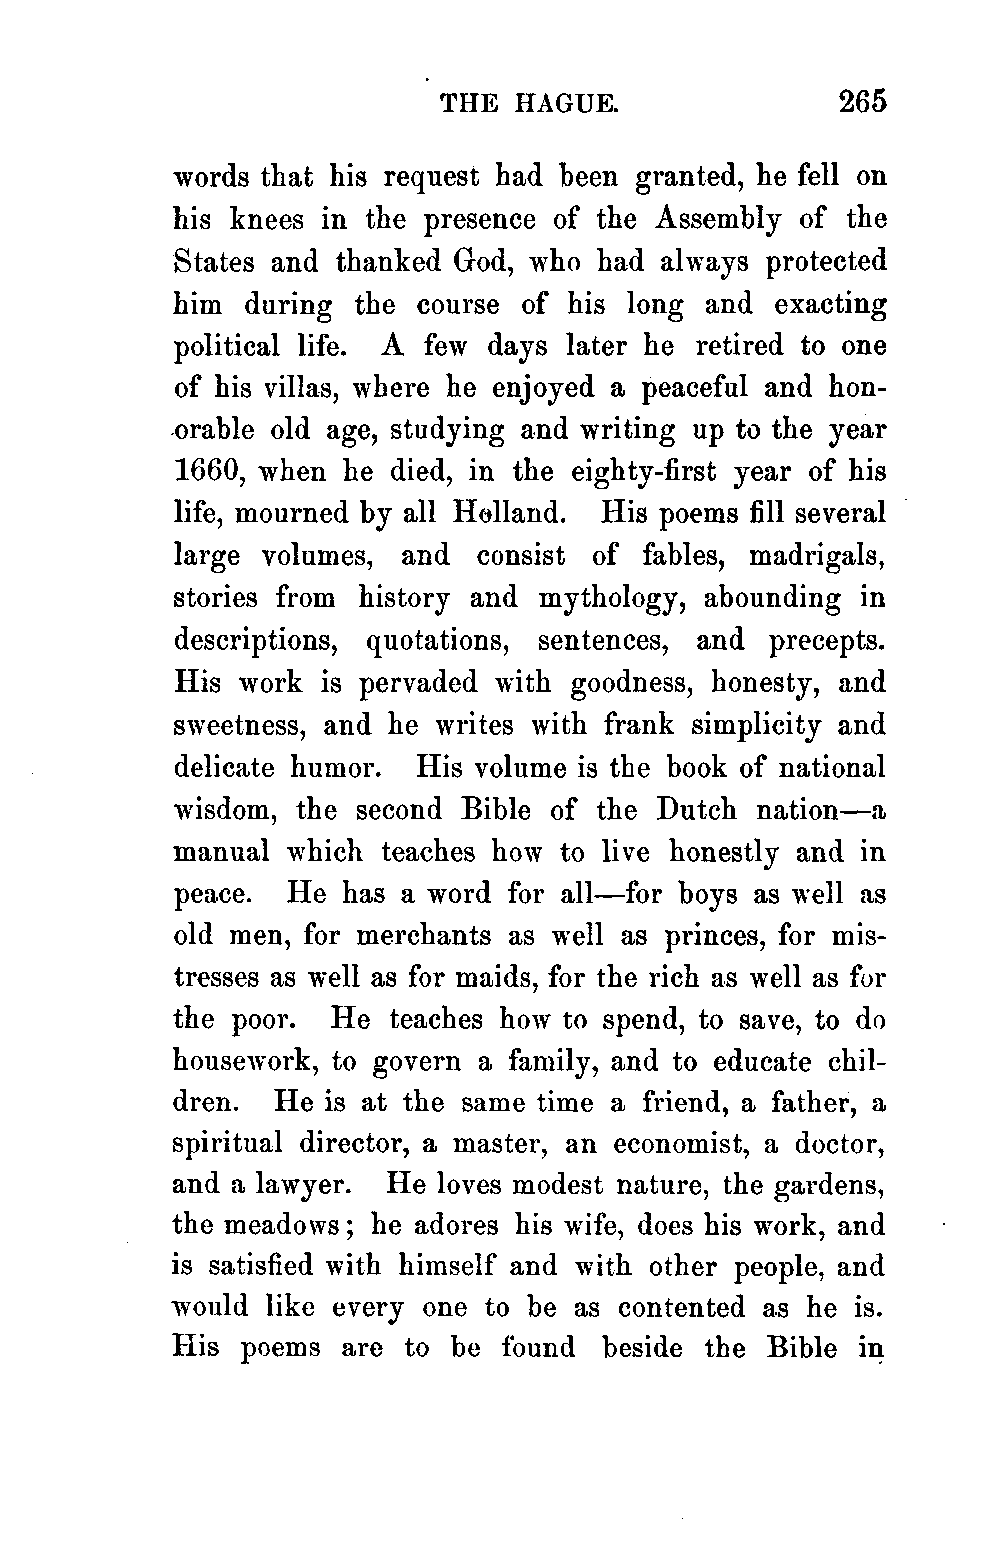 THE HAGUE. 265
words that his request had been granted, he fell on
his knees in the presence of the Assembly of the
States and thanked God, who had always protected
him during the course of his long and exacting
political life. A few days later he retired to one
of his villas, where he enjoyed a peaceful and hon-
orable old age, studying and writing up to the year
1660, when he died, in the eighty-first year of his
life, mourned by all Holland. His poems fill several
large volumes, and consist of fables, madrigals,
stories from history and mythology, abounding in
descriptions, quotations, sentences, and precepts.
His work is pervaded with goodness, honesty, and
sweetness, and he writes with frank simplicity and
delicate humor. His volume is the book of national
wisdom, the second Bible of the Dutch nation—a
manual which teaches how to live honestly and in
peace. He has a word for all—for boys as well as
old men, for merchants as well as princes, for mis-
tresses as well as for maids, for the rich as well as for
the poor. He teaches how to spend, to save, to do
housework, to govern a family, and to educate chil-
dren. He is at the same time a friend, a father, a
spiritual director, a master, an economist, a doctor,
and a lawyer. He loves modest nature, the gardens,
the meadows; he adores his wife, does his work, and
is satisfied with himself and with other people, and
would like every one to be as contented as he is.
His poems are to be found beside the Bible in